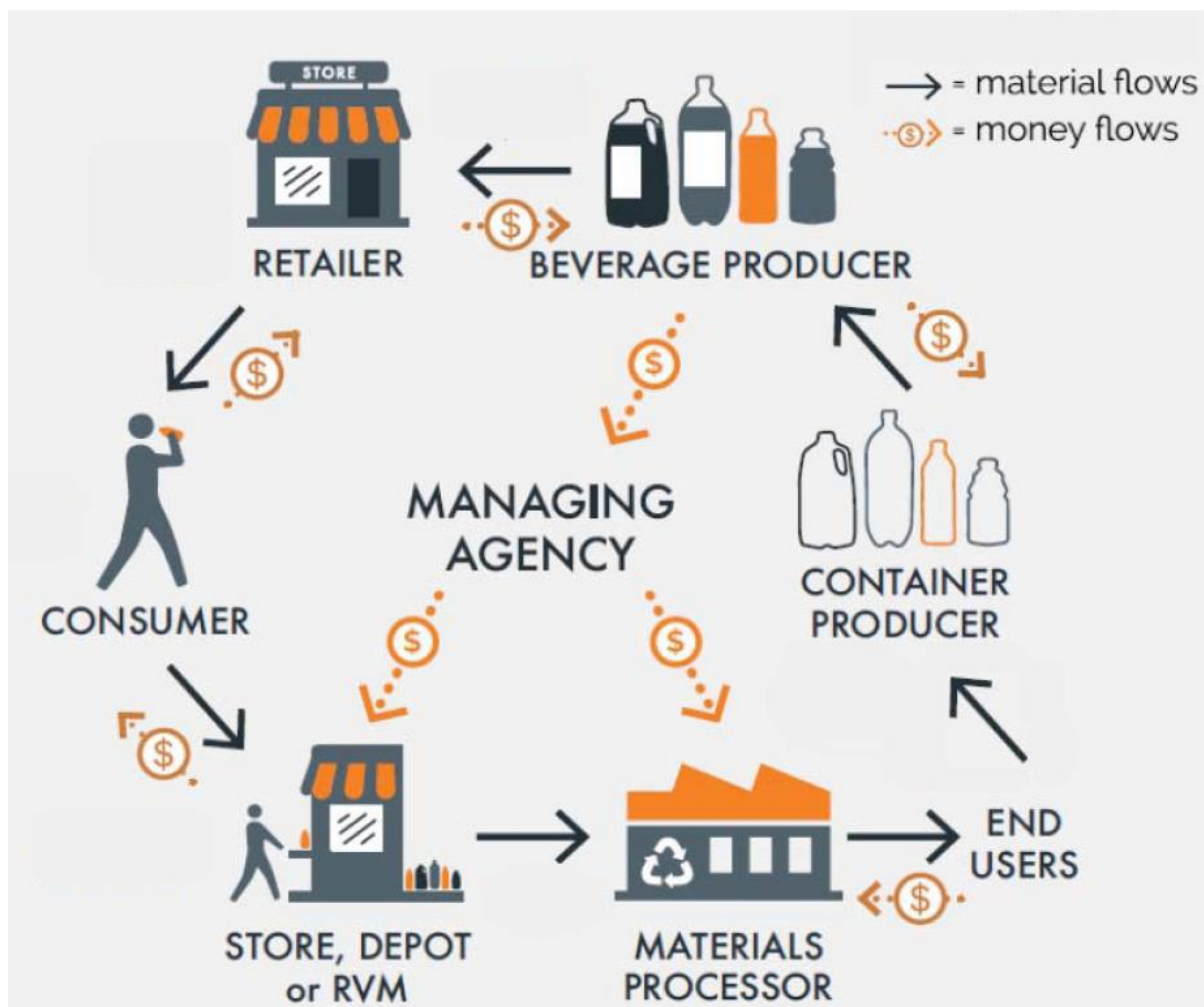 STORE
= material flows
$ = money flows
$
RETAILER
BEVERAGE PRODUCER
$
$
$
MANAGING
AGENCY
CONTAINER
PRODUCER
CONSUMER
$
$
$
END
USERS
$
STORE, DEPOT
or RVM
MATERIALS
PROCESSOR